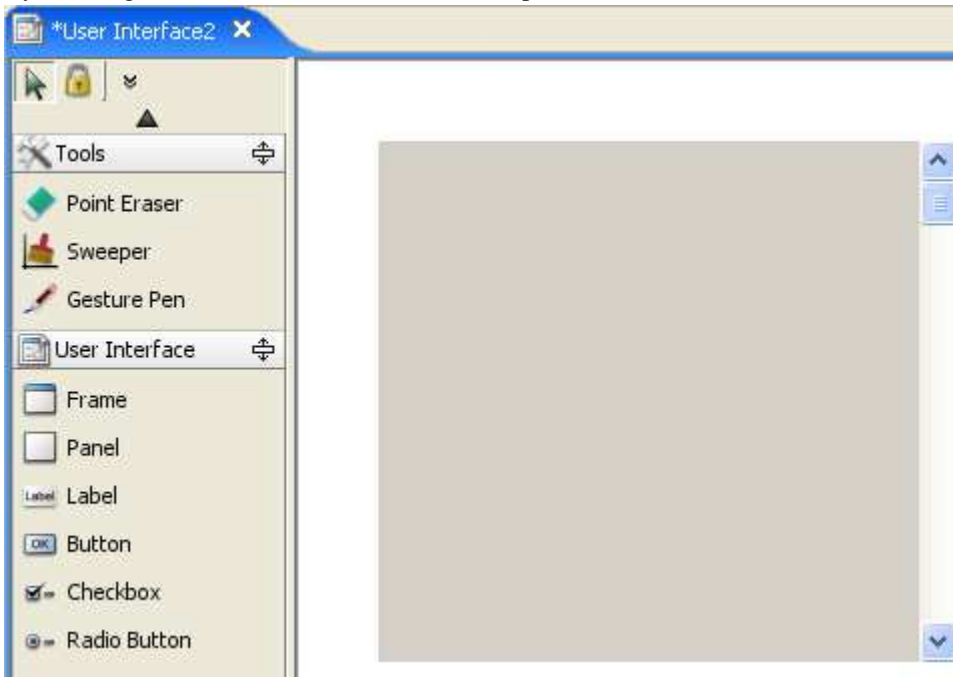 *User Interface2
Tools
Point Eraser
Sweeper
Gesture Pen
User Interface
Frame
Panel
Label Label
OK Button
Checkbox
Radio Button